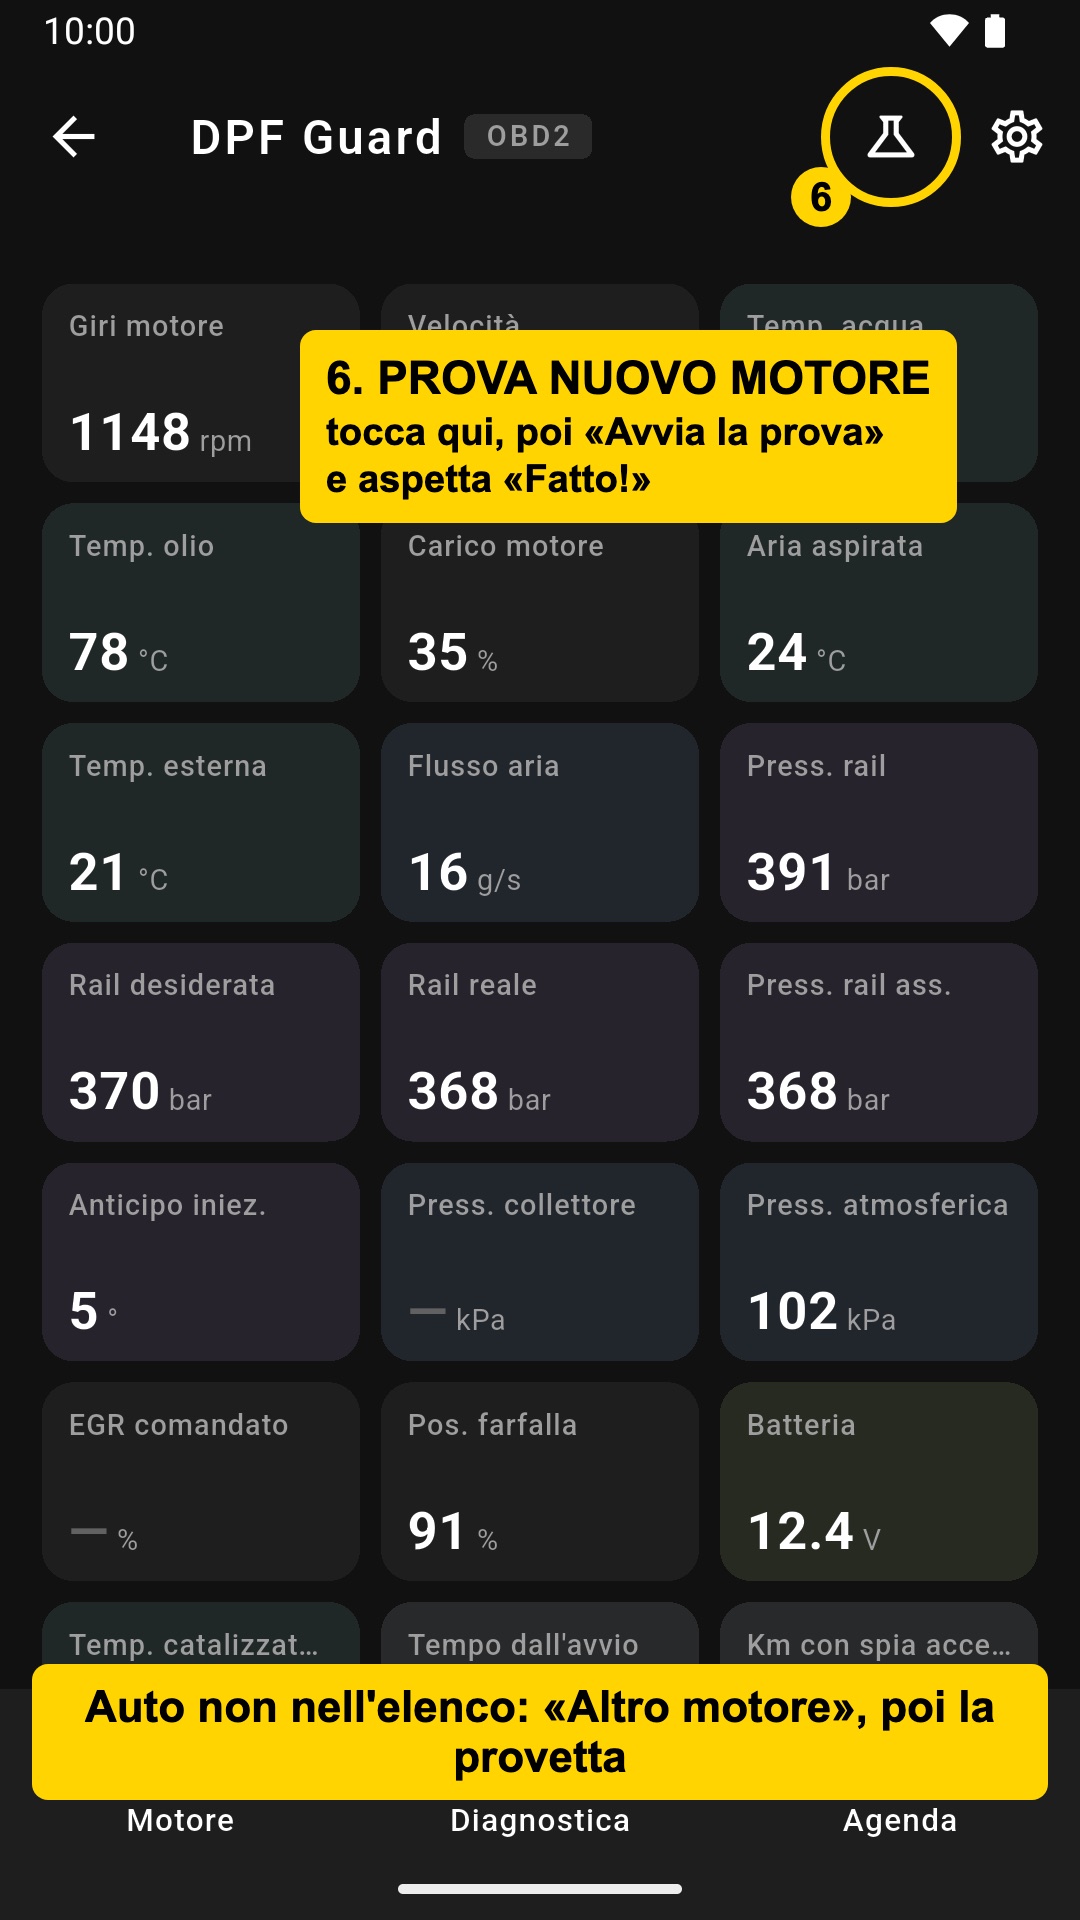 10:00
DPF Guard OBD2
6
Giri motore
Velocità
Temp. acqua
6. PROVA NUOVO MOTORE
tocca qui, poi «Avvia la prova»
e aspetta «Fatto!»
1148 rpm
Temp. olio
Carico motore
Aria aspirata
78 °C
35 %
24 °C
Temp. esterna
Flusso aria
Press. rail
21 °C
16 g/s
391 bar
Rail desiderata
Rail reale
Press. rail ass.
370 bar
368 bar
368 bar
Anticipo iniez.
Press. collettore
Press. atmosferica
5 °
— kPa
102 kPa
EGR comandato
Pos. farfalla
Batteria
— %
91 %
12.4 V
Temp. catalizzat...
Tempo dall'avvio
Km con spia acce...
Auto non nell'elenco: «Altro motore», poi la
provetta
Motore
Diagnostica
Agenda